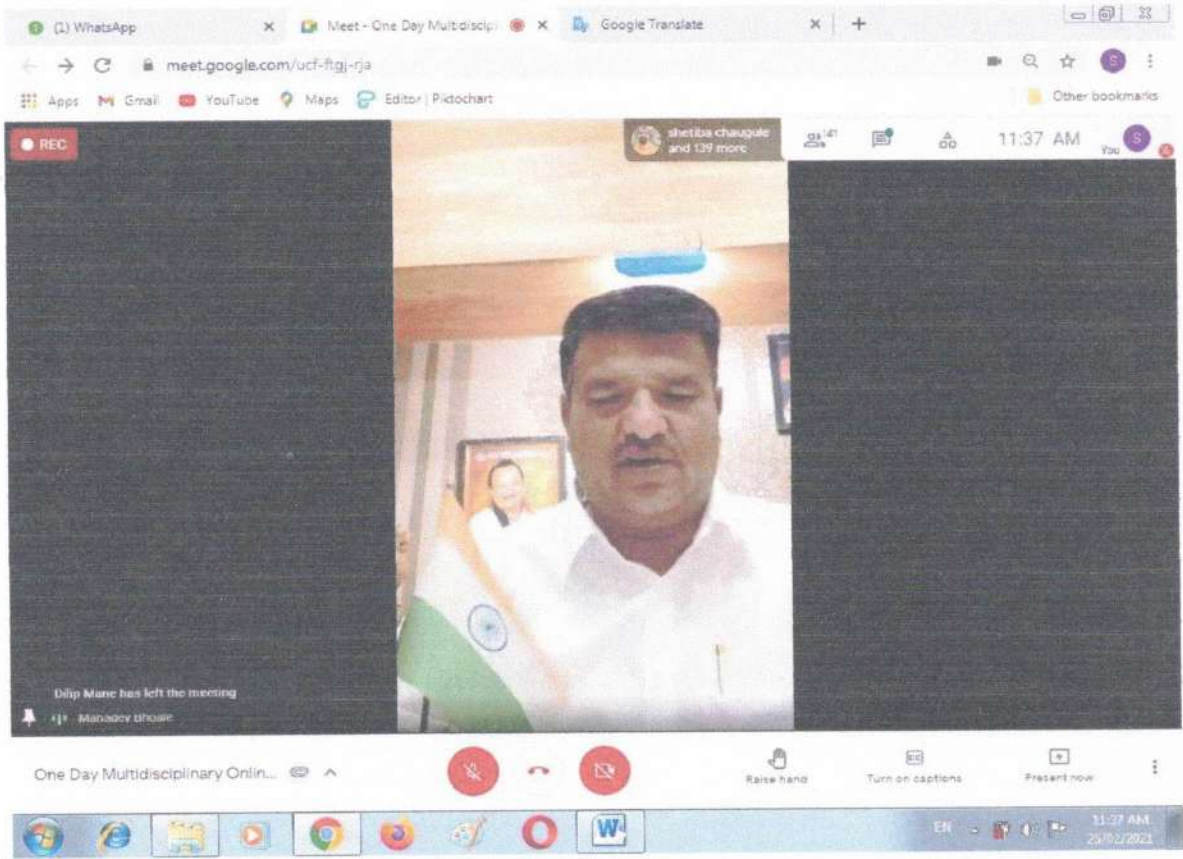 (1) WhatsApp
Meet - One Day Multidiscipl
Google Translate
meet.google.com/ucf-ftgj-rja
Apps
Gmail
YouTube
Maps
Editor | Piktochart
Other bookmarks
REC
shetiba chaugule
and 139 more
141
11:37 AM
You
S
Dilip Mane has left the meeting
Mahadev Bhosle
One Day Multidisciplinary Onlin...
Raise hand
Turn on captions
Present now
W
EN
11:37 AM
25/02/2021